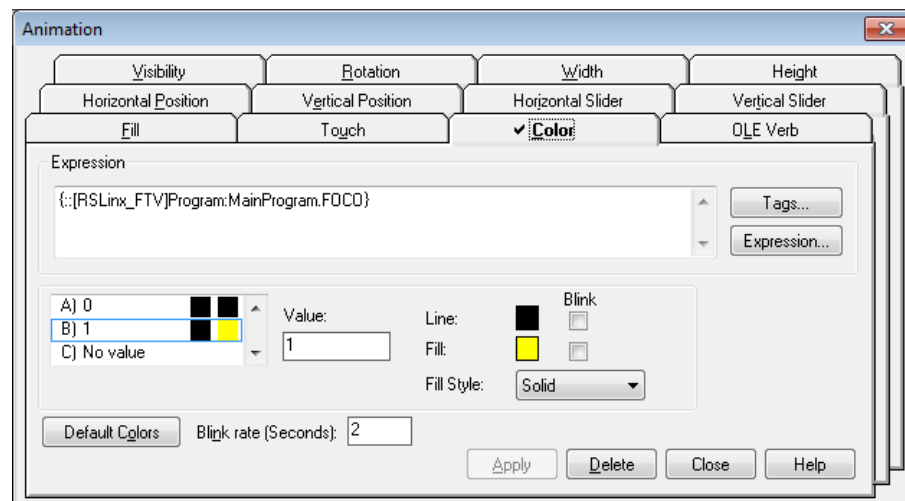 Animation
Visibility Rotation Width Height
Horizontal Position Vertical Position Horizontal Slider Vertical Slider
Fill Touch ✔ Color OLE Verb
Expression
{::[RSLinx_FTV]Program:MainProgram.FOCO}
Tags...
Expression...
A) 0
B) 1
C) No value
Value:
1
Blink
Line:
Fill:
Fill Style: Solid
Default Colors Blink rate (Seconds): 2
Apply Delete Close Help